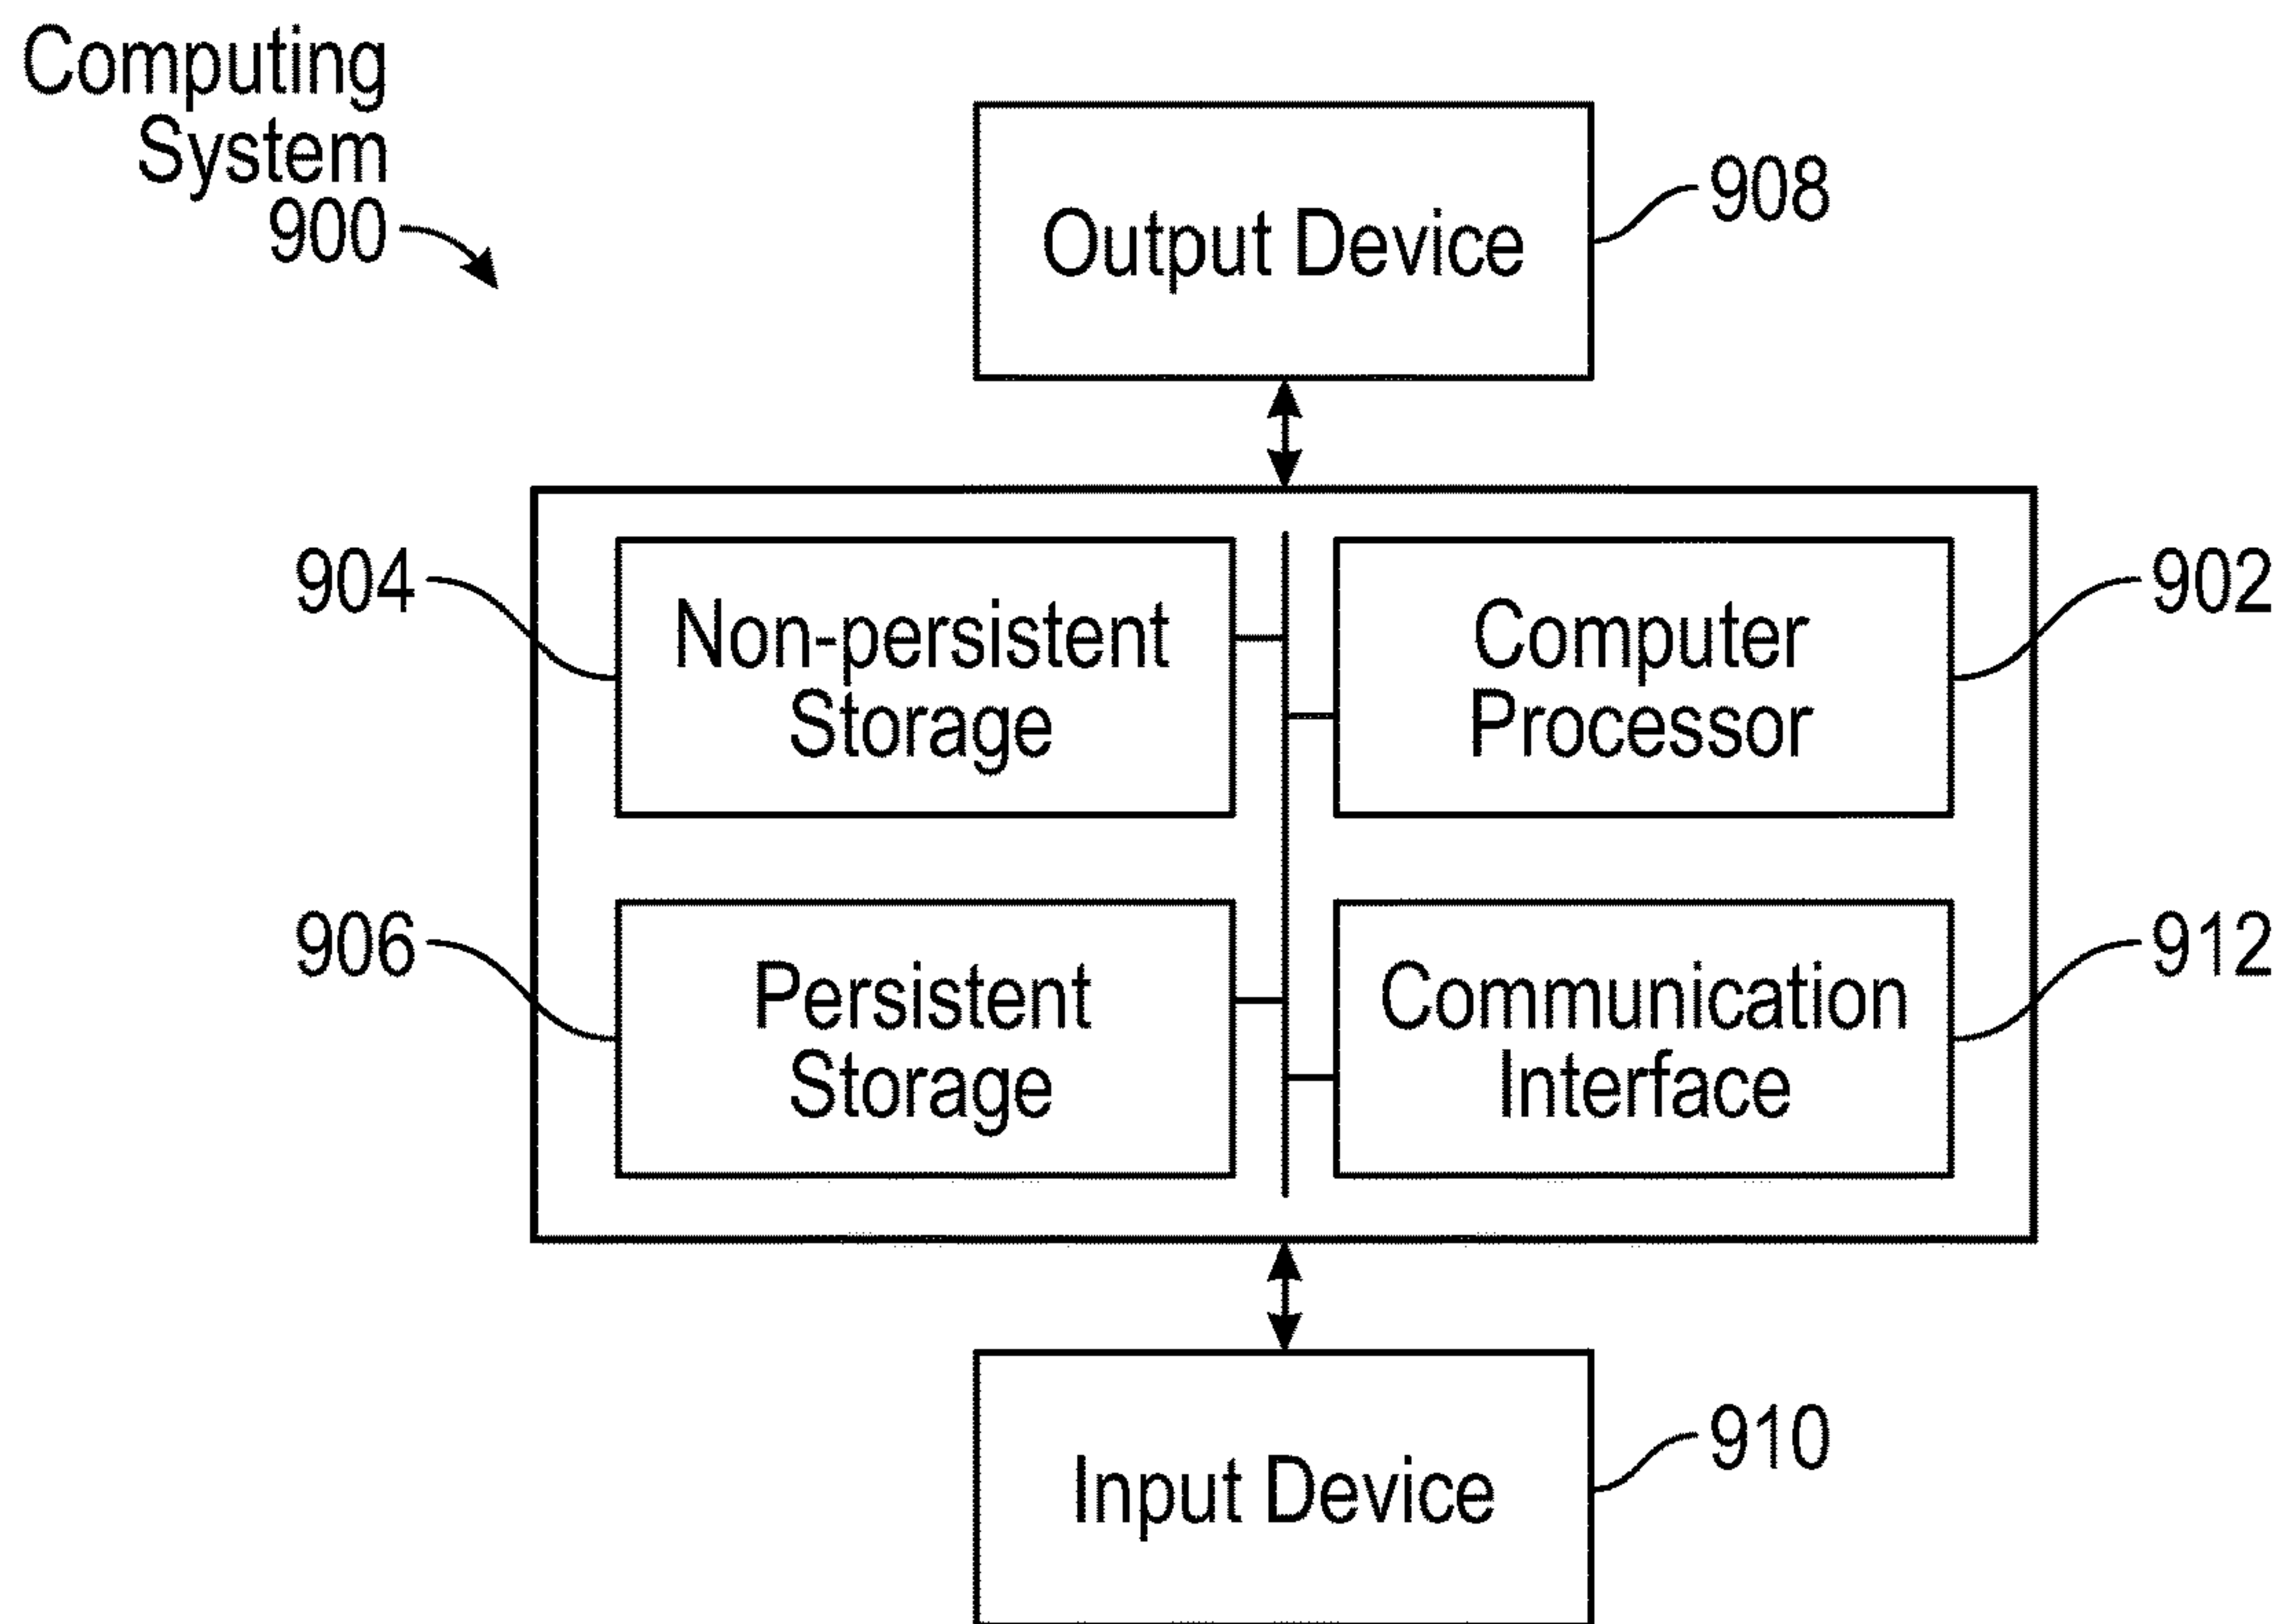 Computing
System
900
Output Device
908
904
Non-persistent
Storage
Computer
Processor
902
906
Persistent
Storage
Communication
Interface
912
Input Device
910